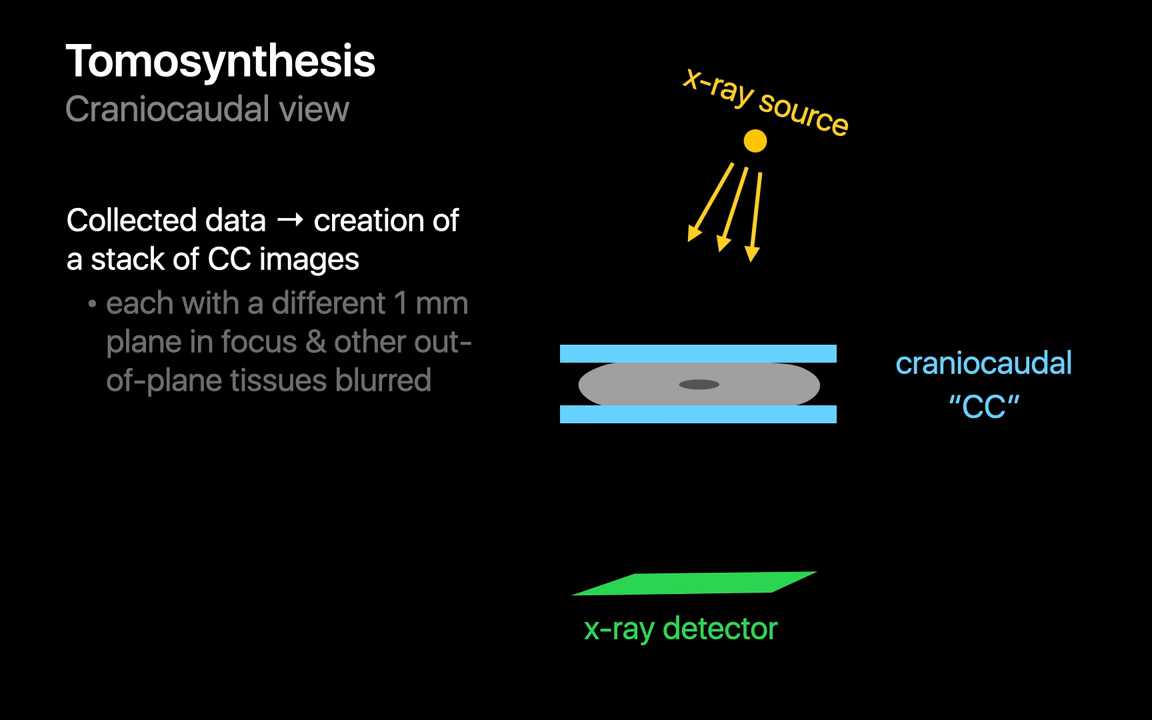 Tomosynthesis
Craniocaudal view
x-ray source
Collected data → creation of
a stack of CC images
• each with a different 1 mm
plane in focus & other out-
of-plane tissues blurred
craniocaudal
“CC”
x-ray detector